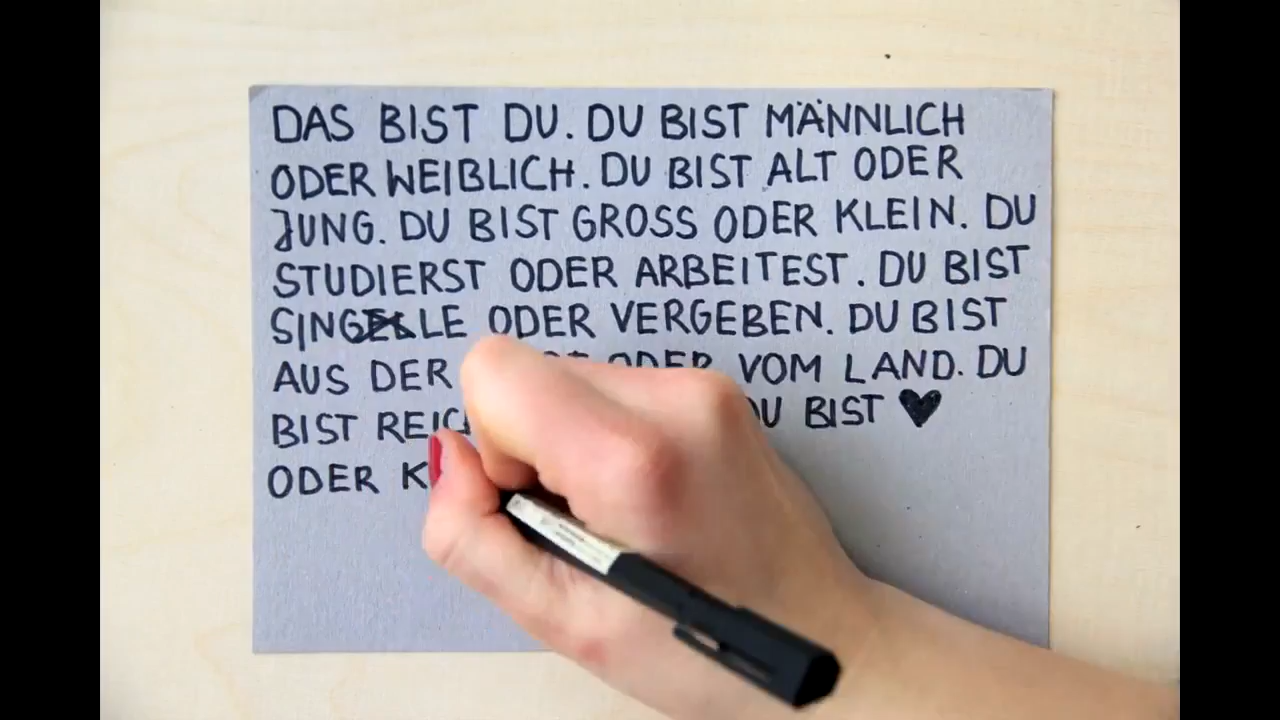 DAS BIST DU. DU BIST MÄNNLICH
ODER WEIBLICH. DU BIST ALT ODER
JUNG. DU BIST GROSS ODER KLEIN. DU
STUDIERST ODER ARBEITEST. DU BIST
SINGLE ODER VERGEBEN. DU BIST
AUS DER ODER VOM LAND. DU
BIST DU BIST ♥
ODER